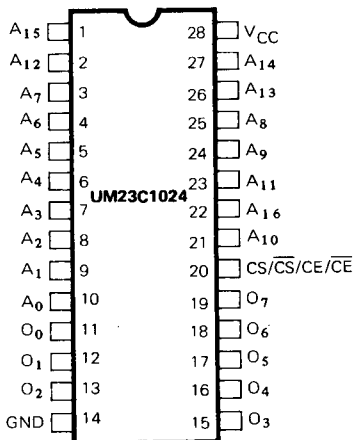 A15 1 28 VCC
A12 2 27 A14
A7 3 26 A13
A6 4 25 A8
A5 5 24 A9
A4 6 23 A11
UM23C1024
A3 7 22 A16
A2 8 21 A10
A1 9 20 CS/C̅S̅/CE/C̅E̅
A0 10 19 O7
O0 11 18 O6
O1 12 17 O5
O2 13 16 O4
GND 14 15 O3